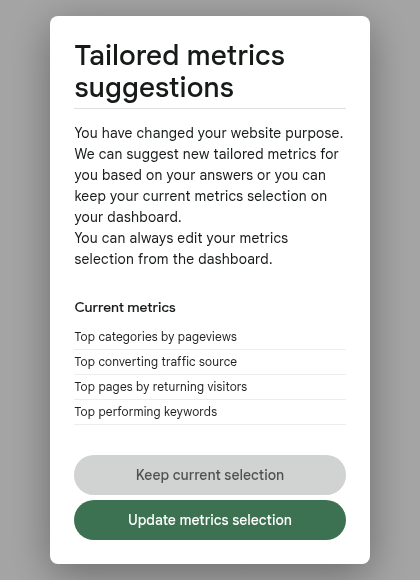 Tailored metrics
suggestions
You have changed your website purpose.
We can suggest new tailored metrics for
you based on your answers or you can
keep your current metrics selection on
your dashboard.
You can always edit your metrics
selection from the dashboard.
Current metrics
Top categories by pageviews
Top converting traffic source
Top pages by returning visitors
Top performing keywords
Keep current selection
Update metrics selection